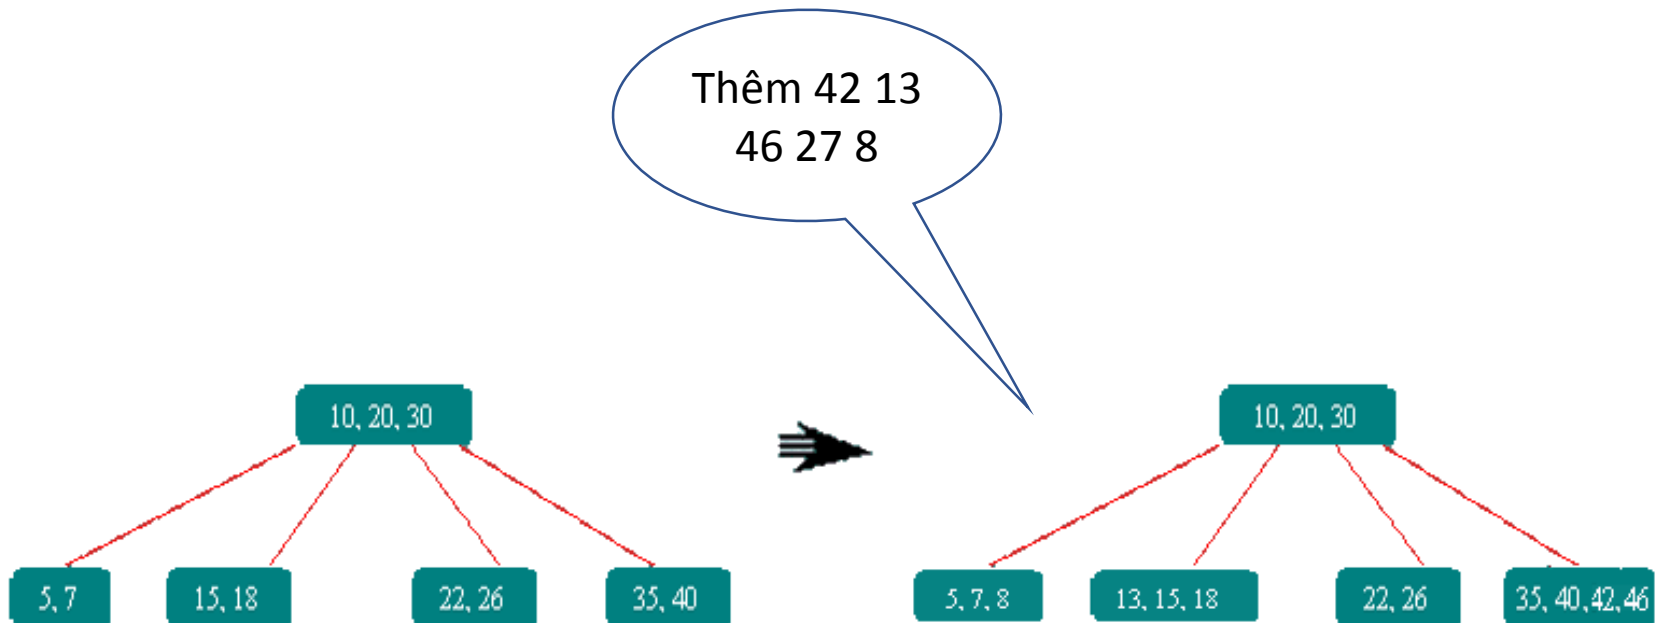 Thêm 42 13
46 27 8
10, 20, 30
10, 20, 30
5, 7
15, 18
22, 26
35, 40
5, 7, 8
13, 15, 18
22, 26
35, 40,42,46